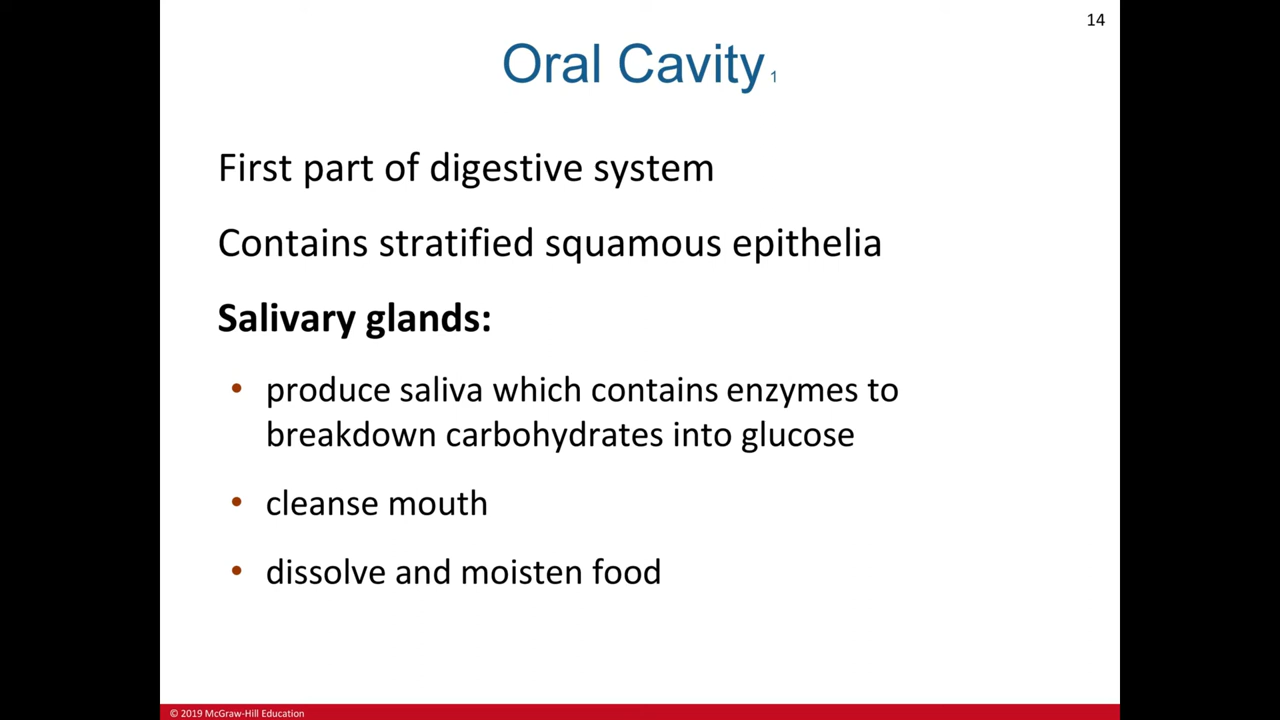 14
Oral Cavity 1
First part of digestive system
Contains stratified squamous epithelia
Salivary glands:
• produce saliva which contains enzymes to
breakdown carbohydrates into glucose
• cleanse mouth
• dissolve and moisten food
© 2019 McGraw-Hill Education